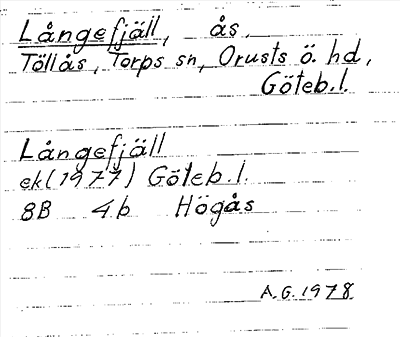 Långefjäll, ås.
Töllås, Torps sn, Orusts ö. hd,
Göteb.l.
Långefjäll
ek(1977) Göteb.l.
8B 4b Högås
A.G.1978